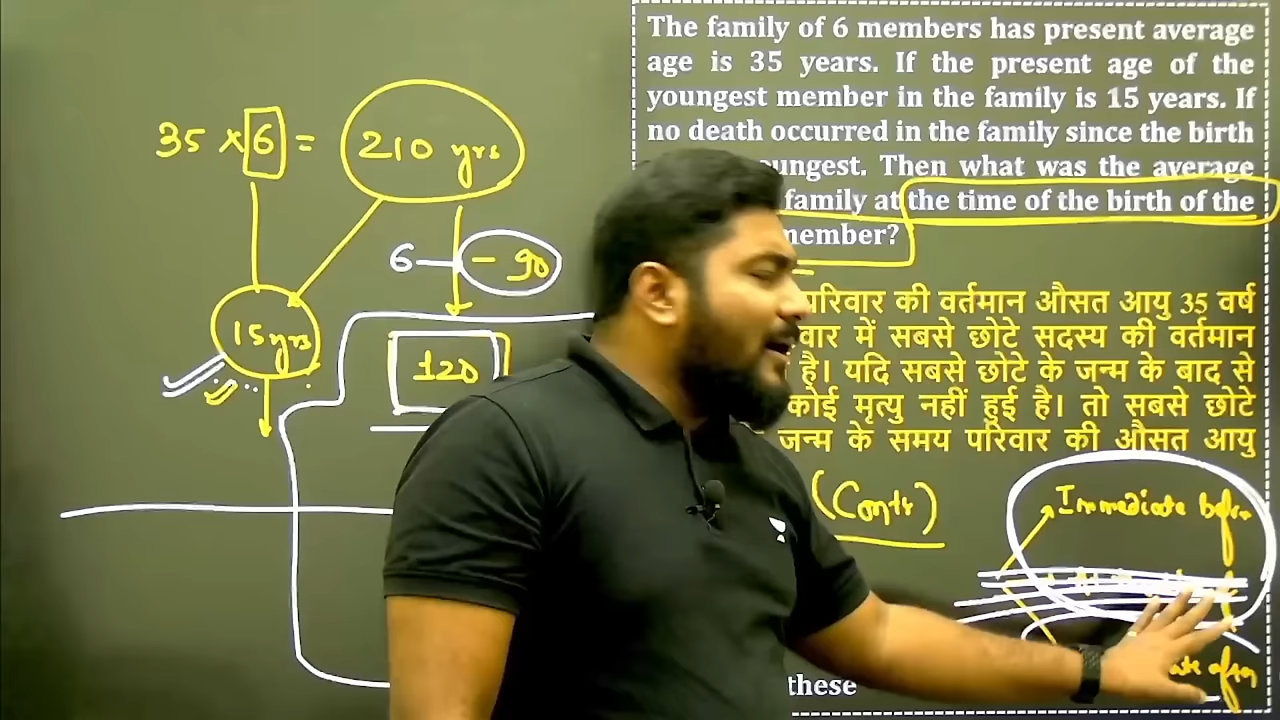 The family of 6 members has present average
age is 35 years. If the present age of the
youngest member in the family is 15 years. If
no death occurred in the family since the birth
Then what was the average
family at the time of the birth of the
member?
परिवार की वर्तमान औसत आयु 35 वर्ष
में सबसे छोटे सदस्य की वर्तमान
है। यदि सबसे छोटे के जन्म के बाद से
कोई मृत्यु नहीं हुई है। तो सबसे छोटे
जन्म के समय परिवार की औसत आयु
these
35 × 6 = 210 yrs
6 - 90
15yrs
120
(Contr)
Immediate